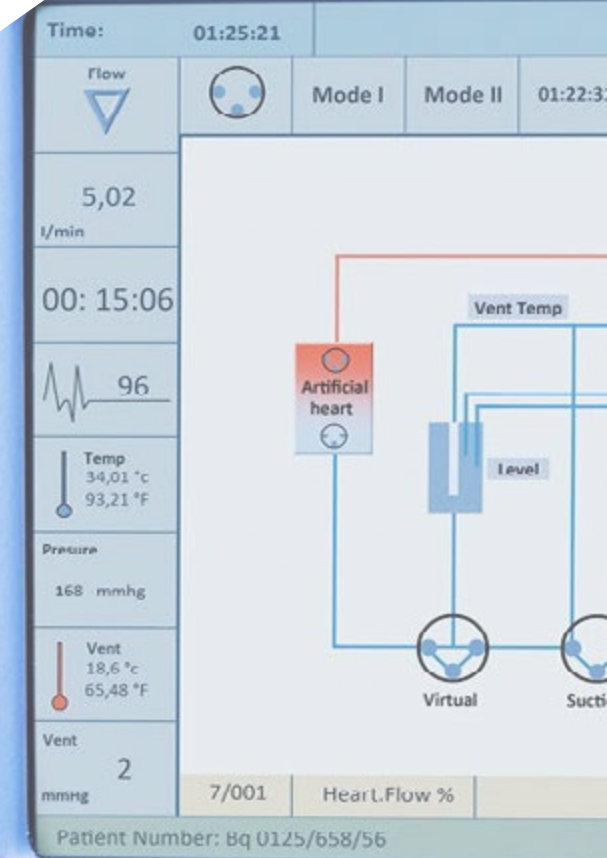 Time: 01:25:21
Flow
Mode I
Mode II
5,02
l/min
00: 15:06
96
Temp
34,01 °c
93,21 °F
Presure
168 mmhg
Vent
18,6 °c
65,48 °F
Vent
2
mmHg
Vent Temp
Artificial
heart
Level
Virtual
7/001
Heart.Flow %
Patient Number: Bq 0125/658/56